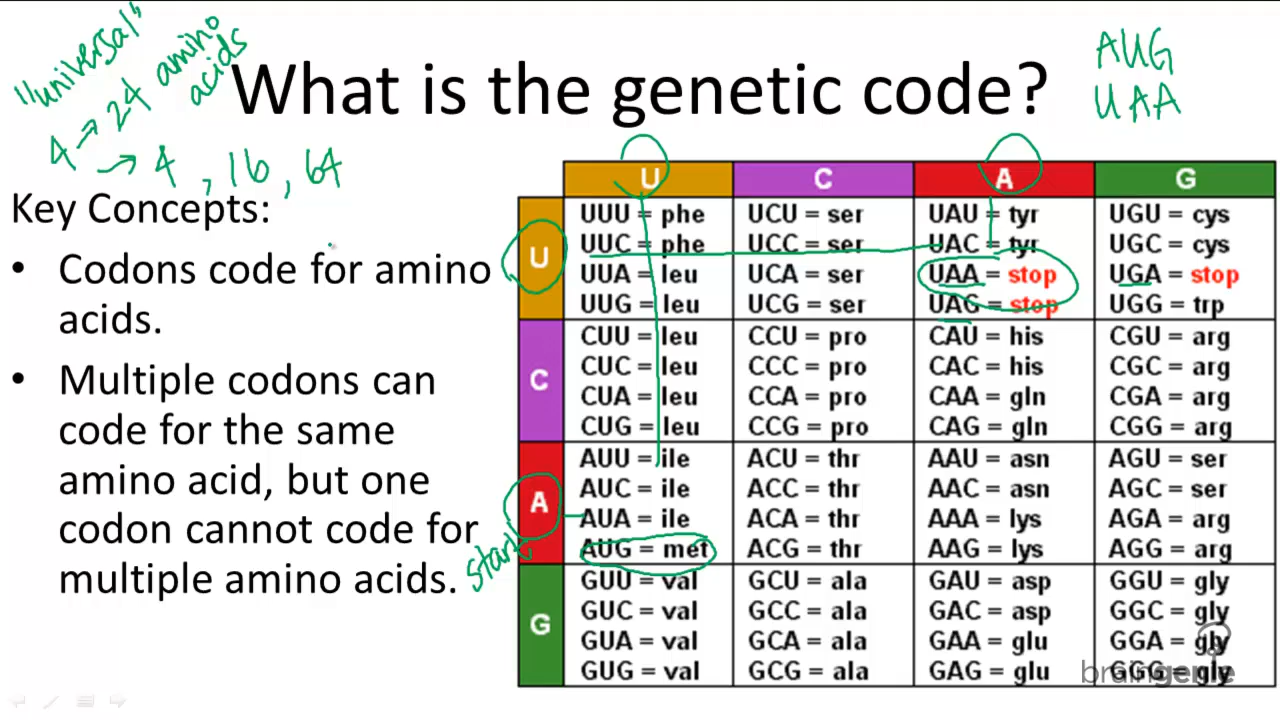 "universal"
4 → 24 amino acids
→ 4, 16, 64
What is the genetic code?
AUG
UAA
Key Concepts:
• Codons code for amino acids.
• Multiple codons can code for the same amino acid, but one codon cannot code for multiple amino acids.
U C A G
U
UUU = phe UCU = ser UAU = tyr UGU = cys
UUC = phe UCC = ser UAC = tyr UGC = cys
UUA = leu UCA = ser UAA = stop UGA = stop
UUG = leu UCG = ser UAG = stop UGG = trp
C
CUU = leu CCU = pro CAU = his CGU = arg
CUC = leu CCC = pro CAC = his CGC = arg
CUA = leu CCA = pro CAA = gln CGA = arg
CUG = leu CCG = pro CAG = gln CGG = arg
A
AUU = ile ACU = thr AAU = asn AGU = ser
AUC = ile ACC = thr AAC = asn AGC = ser
AUA = ile ACA = thr AAA = lys AGA = arg
start
AUG = met ACG = thr AAG = lys AGG = arg
G
GUU = val GCU = ala GAU = asp GGU = gly
GUC = val GCC = ala GAC = asp GGC = gly
GUA = val GCA = ala GAA = glu GGA = gly
GUG = val GCG = ala GAG = glu GGG = gly
braingenie